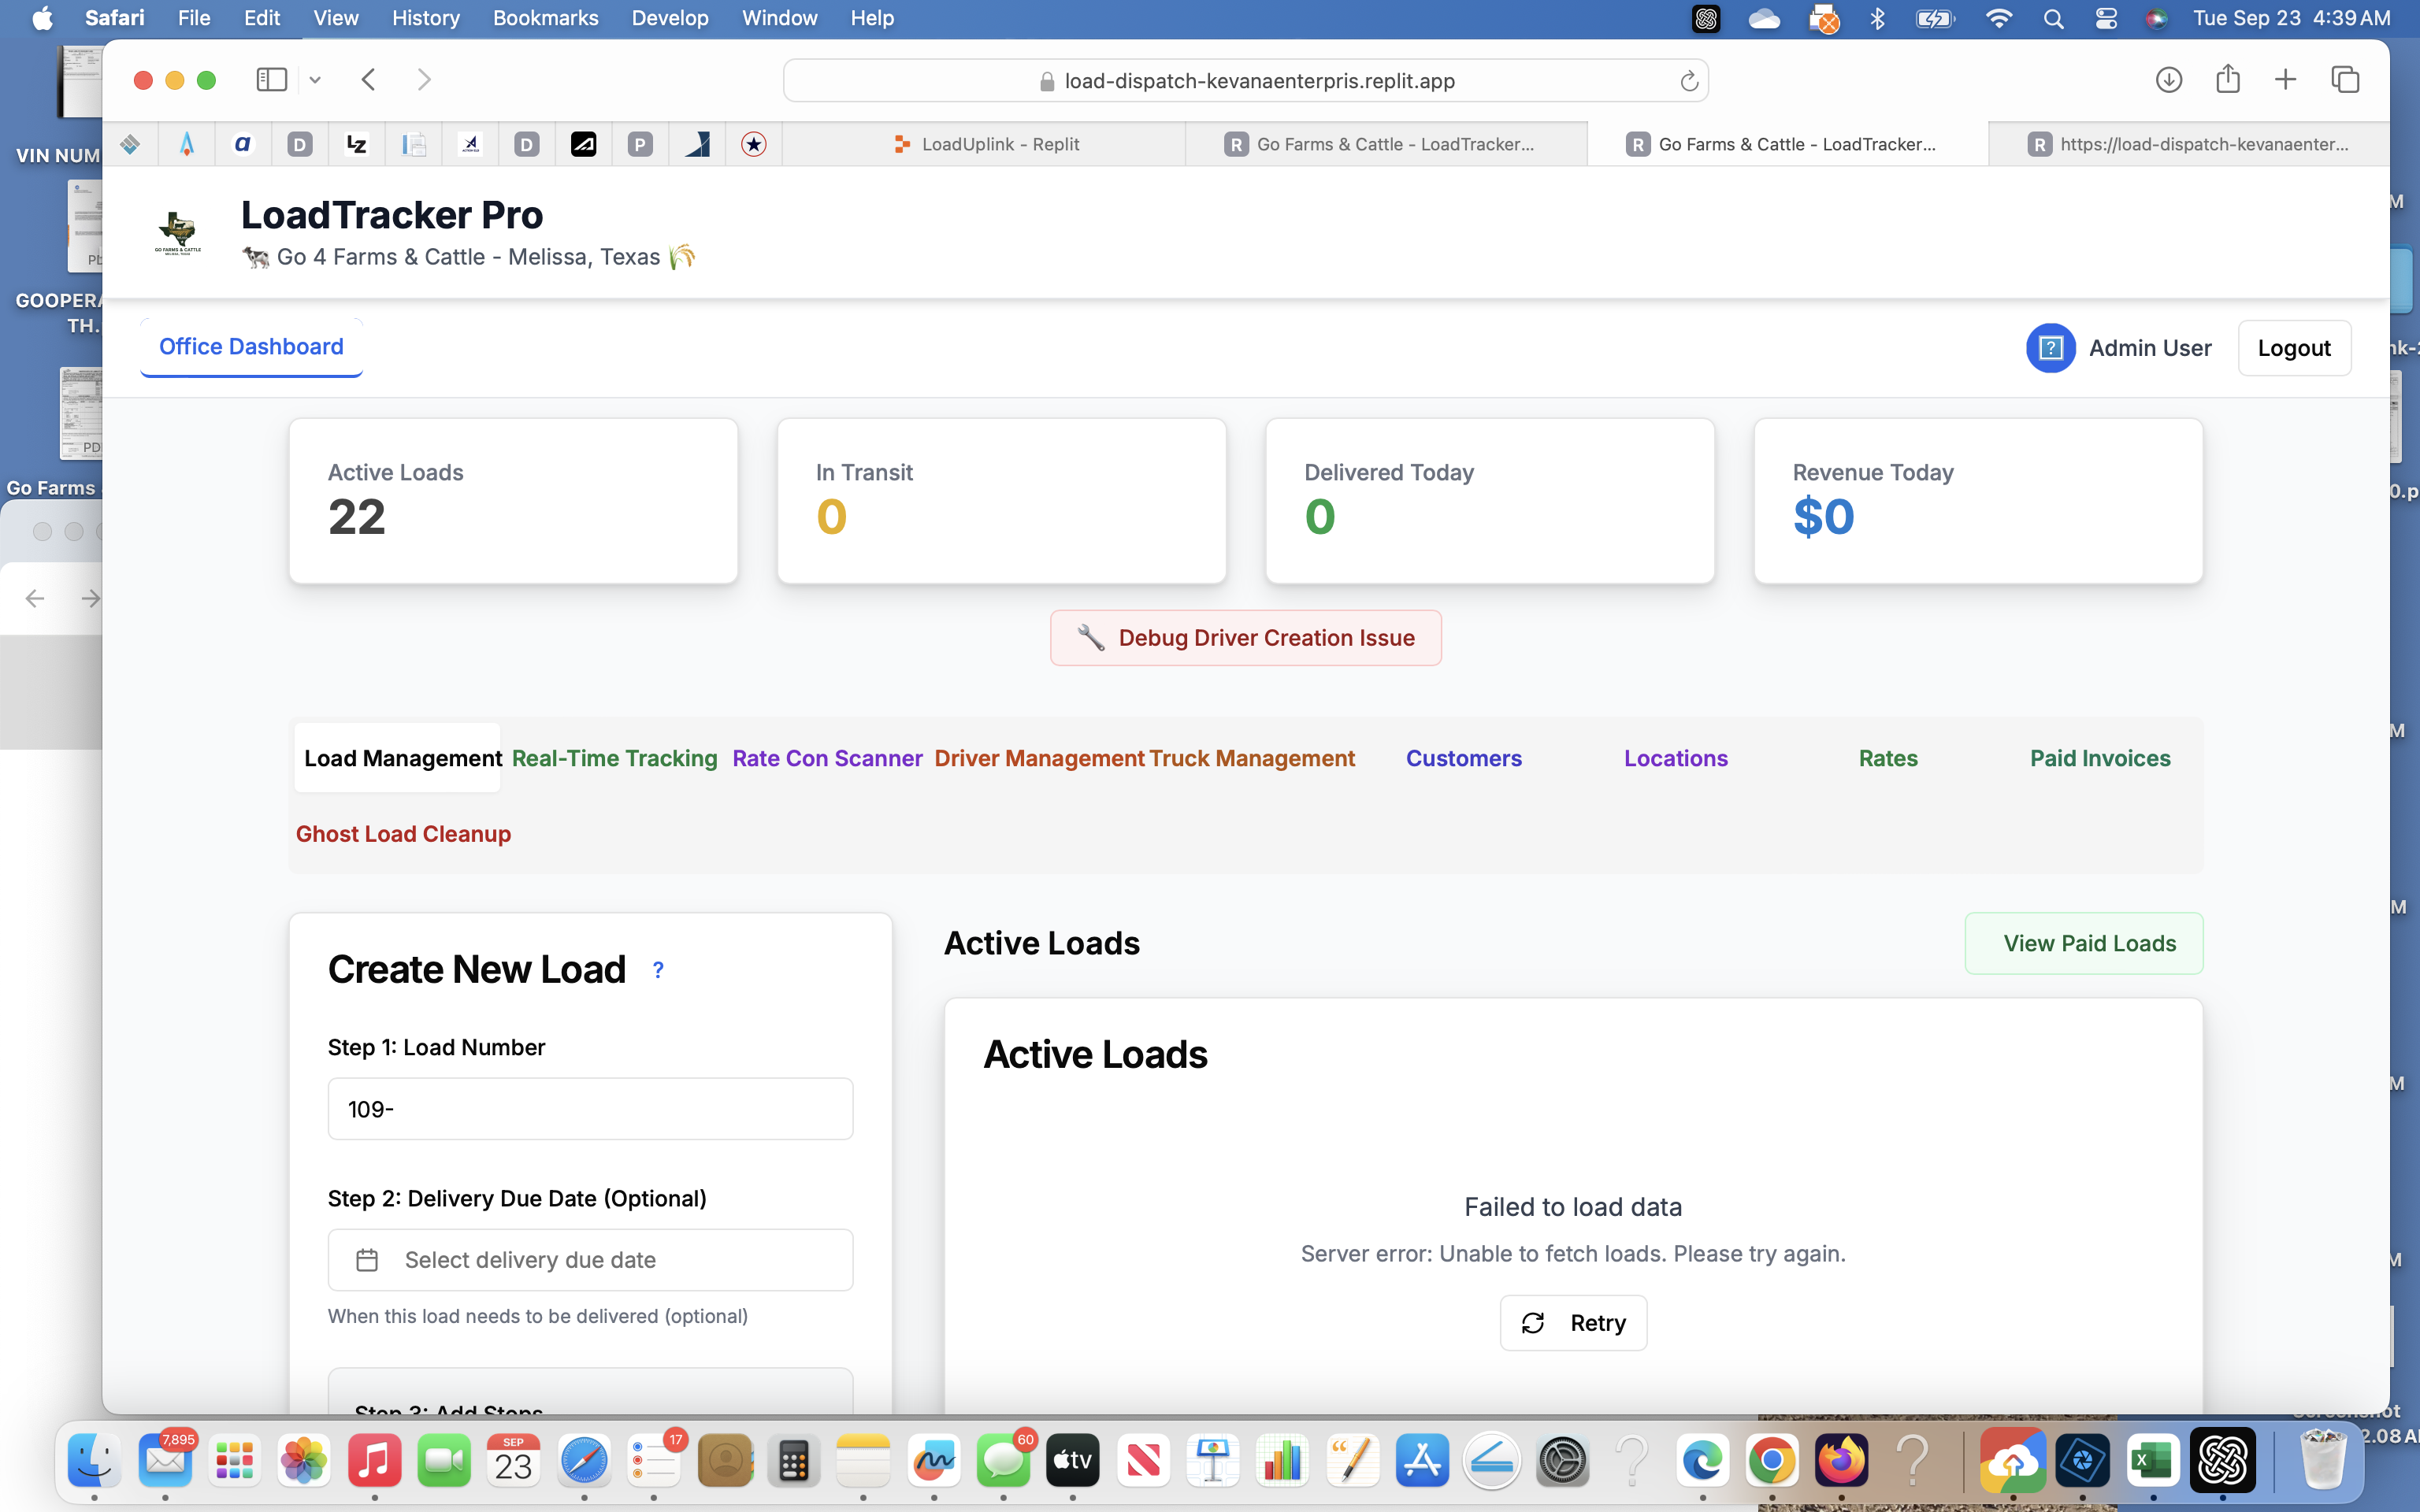 Safari File Edit View History Bookmarks Develop Window Help Tue Sep 23 4:39 AM
load-dispatch-kevanaenterpris.replit.app
LoadUplink - Replit
Go Farms & Cattle - LoadTracker...
Go Farms & Cattle - LoadTracker...
https://load-dispatch-kevanaenter...
VIN NUM
GOOPERA
TH.
PDF
Go Farms
LoadTracker Pro
🐄 Go 4 Farms & Cattle - Melissa, Texas 🌾
Office Dashboard
Admin User
Logout
Active Loads
22
In Transit
0
Delivered Today
0
Revenue Today
$0
🔧 Debug Driver Creation Issue
Load Management Real-Time Tracking Rate Con Scanner Driver Management Truck Management Customers Locations Rates Paid Invoices
Ghost Load Cleanup
Create New Load ?
Step 1: Load Number
109-
Step 2: Delivery Due Date (Optional)
Select delivery due date
When this load needs to be delivered (optional)
Step 3: Add Stops
Active Loads
View Paid Loads
Active Loads
Failed to load data
Server error: Unable to fetch loads. Please try again.
Retry
7,895
SEP
23
17
60
tv